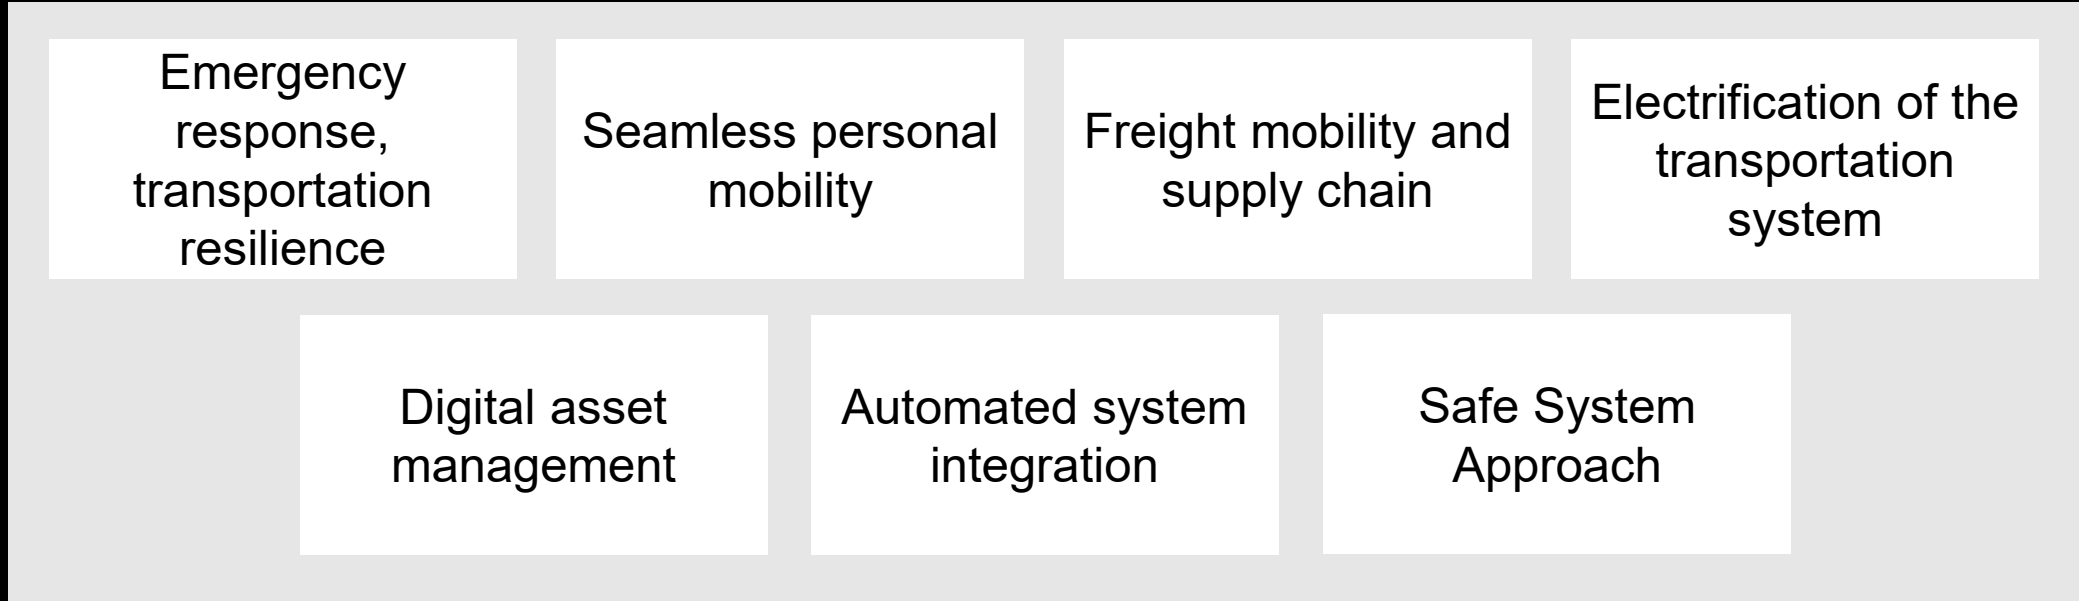 Emergency
response,
transportation
resilience
Seamless personal
mobility
Freight mobility and
supply chain
Electrification of the
transportation
system
Digital asset
management
Automated system
integration
Safe System
Approach